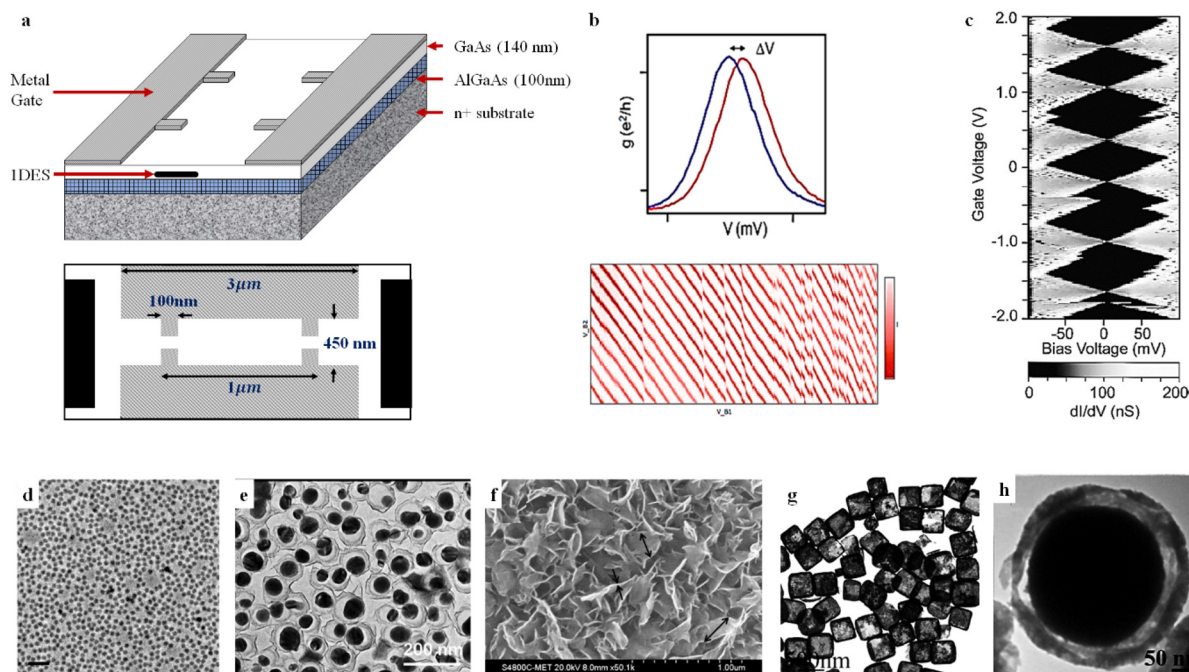 a
Metal
Gate
GaAs (140 nm)
AlGaAs (100nm)
n+ substrate
1DES
3μm
100nm
450 nm
1μm
b
ΔV
g (e²/h)
V (mV)
V_B2
V_B1
c
Gate Voltage (V)
2.0
1.0
0
-1.0
-2.0
-50 0 50
Bias Voltage (mV)
0 100 200
dI/dV (nS)
d
e
200 nm
f
S4800C-MET 20.0kV 8.0mm x50.1k
g
nm
h
50 n